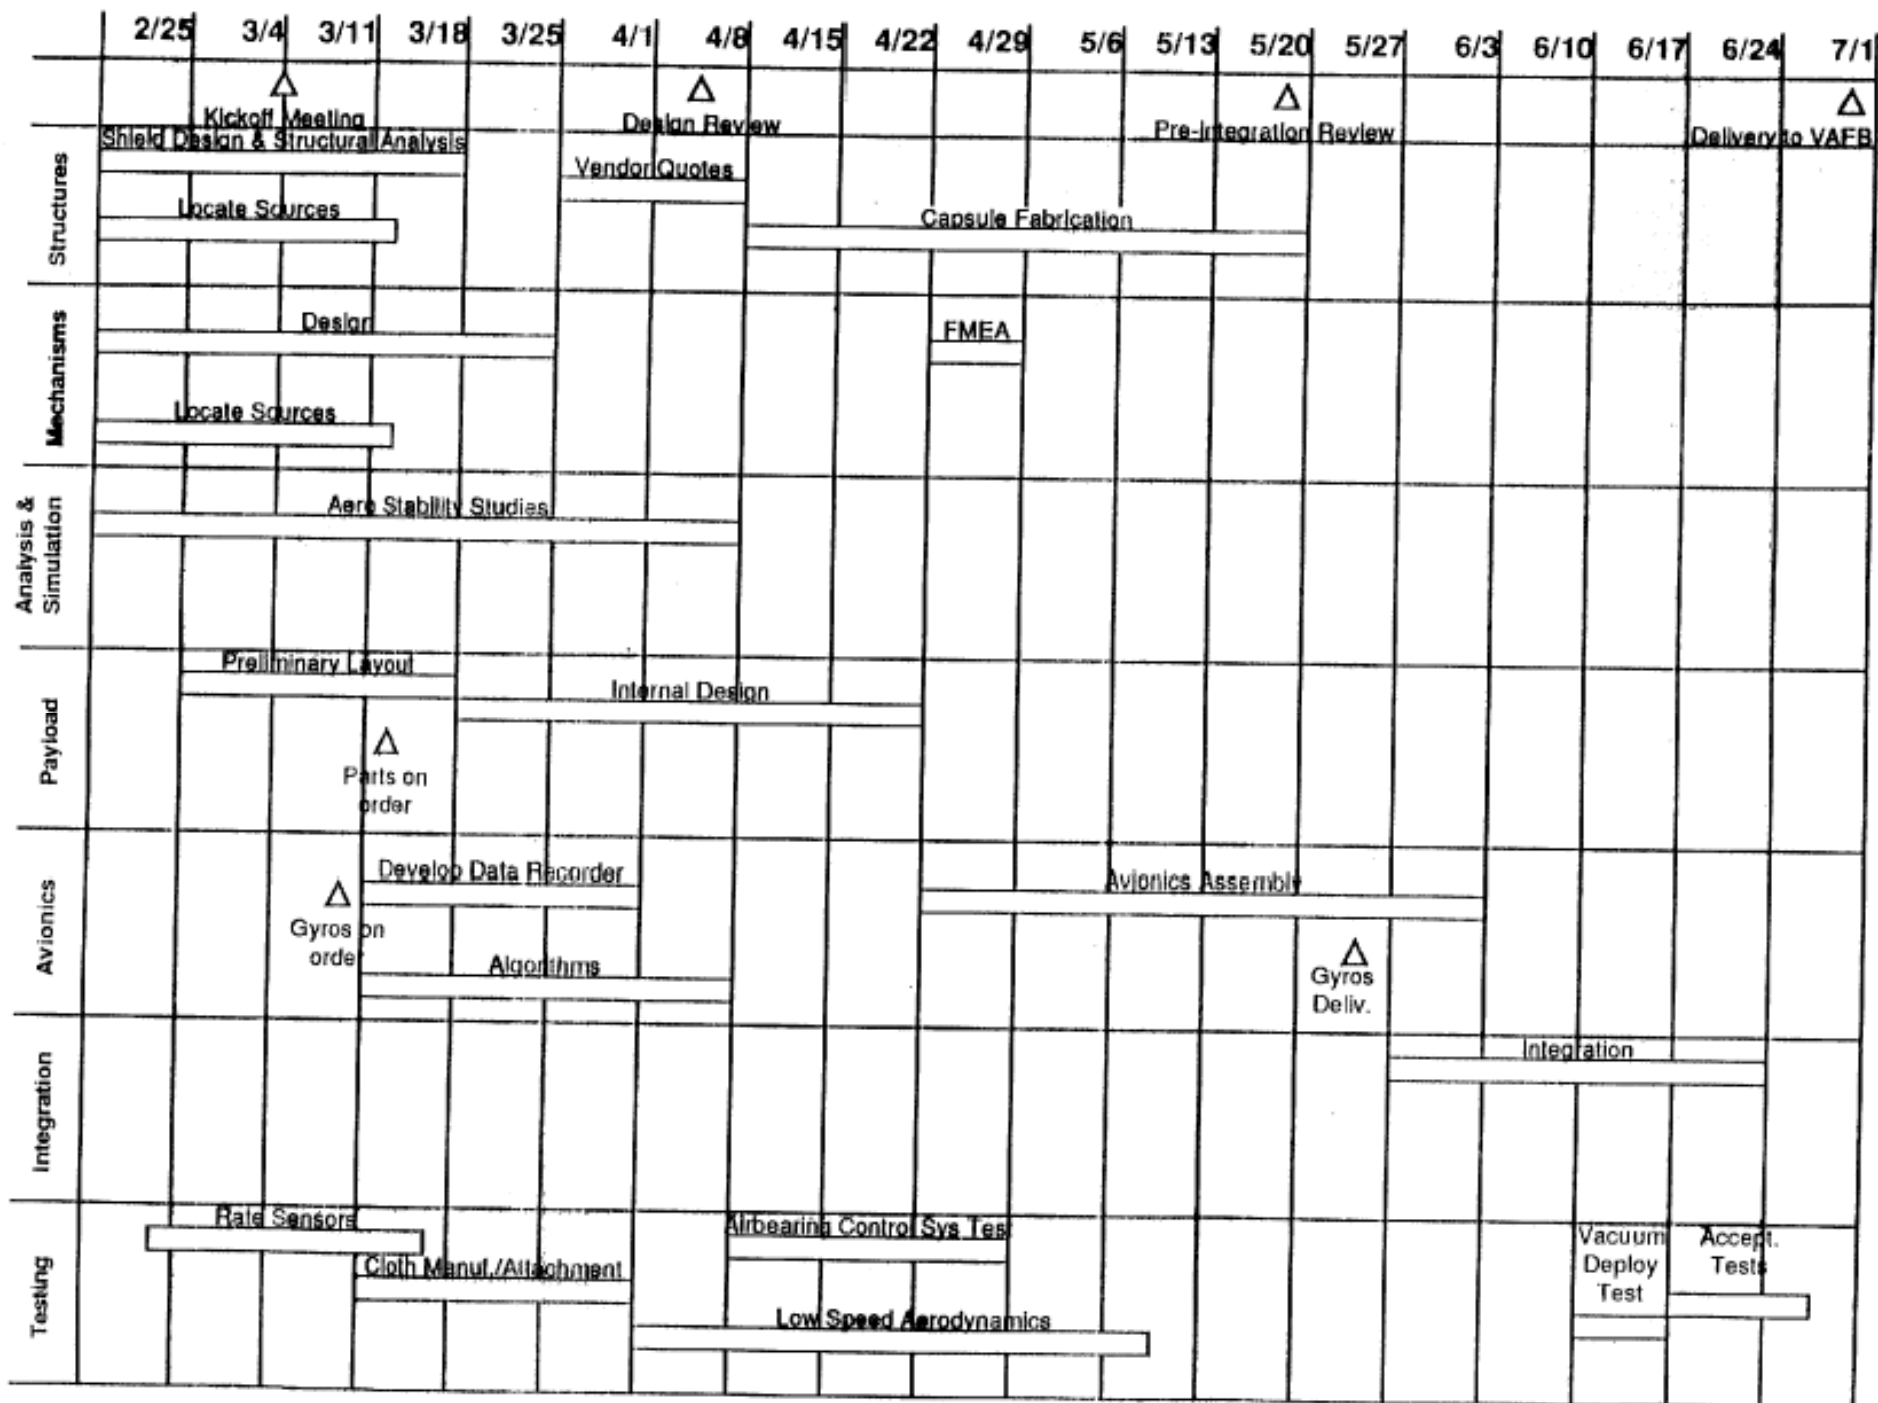 2/25 3/4 3/11 3/18 3/25 4/1 4/8 4/15 4/22 4/29 5/6 5/13 5/20 5/27 6/3 6/10 6/17 6/24 7/1
Kickoff Meeting
Design Review
Pre-Integration Review
Delivery to VAFB
Structures
Shield Design & Structural Analysis
Vendor Quotes
Locate Sources
Capsule Fabrication
Mechanisms
Design
FMEA
Locate Sources
Analysis &
Simulation
Aero Stability Studies
Payload
Preliminary Layout
Internal Design
Parts on
order
Avionics
Develop Data Recorder
Avionics Assembly
Gyros on
order
Algorithms
Gyros
Deliv.
Integration
Integration
Testing
Rate Sensors
Airbearing Control Sys Test
Cloth Manuf./Attachment
Low Speed Aerodynamics
Vacuum
Deploy
Test
Accept.
Tests